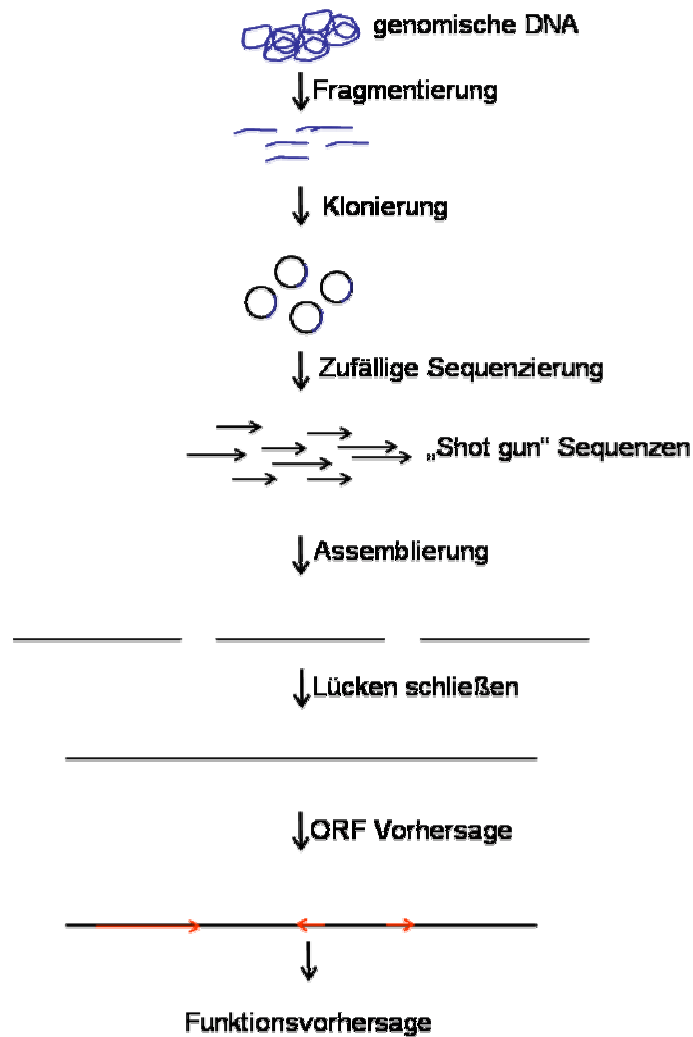 genomische DNA
Fragmentierung
Klonierung
Zufällige Sequenzierung
„Shot gun“ Sequenzen
Assemblierung
Lücken schließen
ORF Vorhersage
Funktionsvorhersage